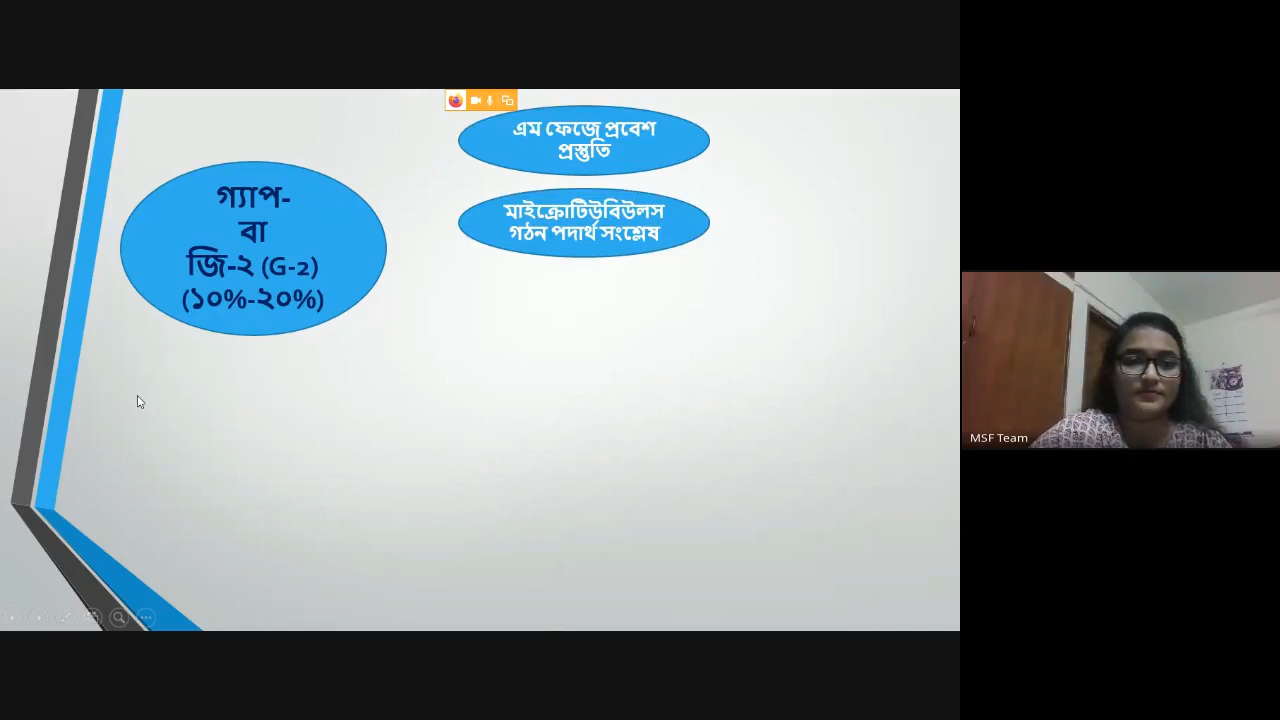 এম ফেজে প্রবেশ
প্রস্তুতি
গ্যাপ-
বা
জি-২ (G-2)
(১০%-২০%)
মাইক্রোটিউবিউলস
গঠন পদার্থ সংশ্লেষ
MSF Team